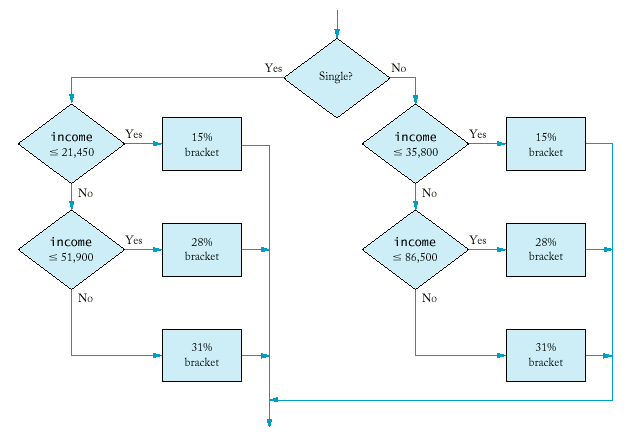 Single?
Yes
No
income
≤ 21,450
Yes
15%
bracket
No
income
≤ 51,900
Yes
28%
bracket
No
31%
bracket
income
≤ 35,800
Yes
15%
bracket
No
income
≤ 86,500
Yes
28%
bracket
No
31%
bracket